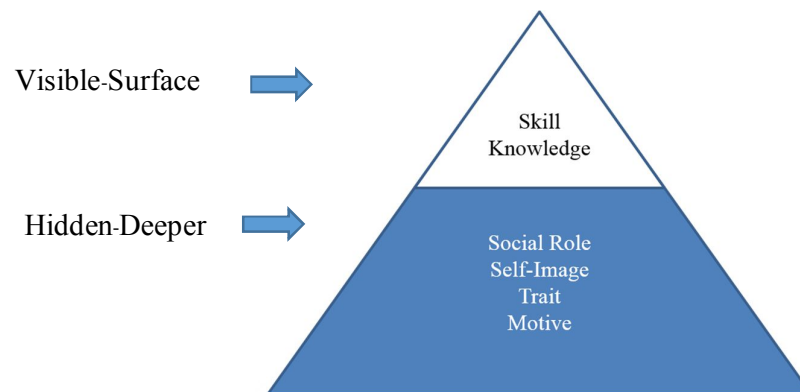 Visible-Surface
Skill
Knowledge
Hidden-Deeper
Social Role
Self-Image
Trait
Motive